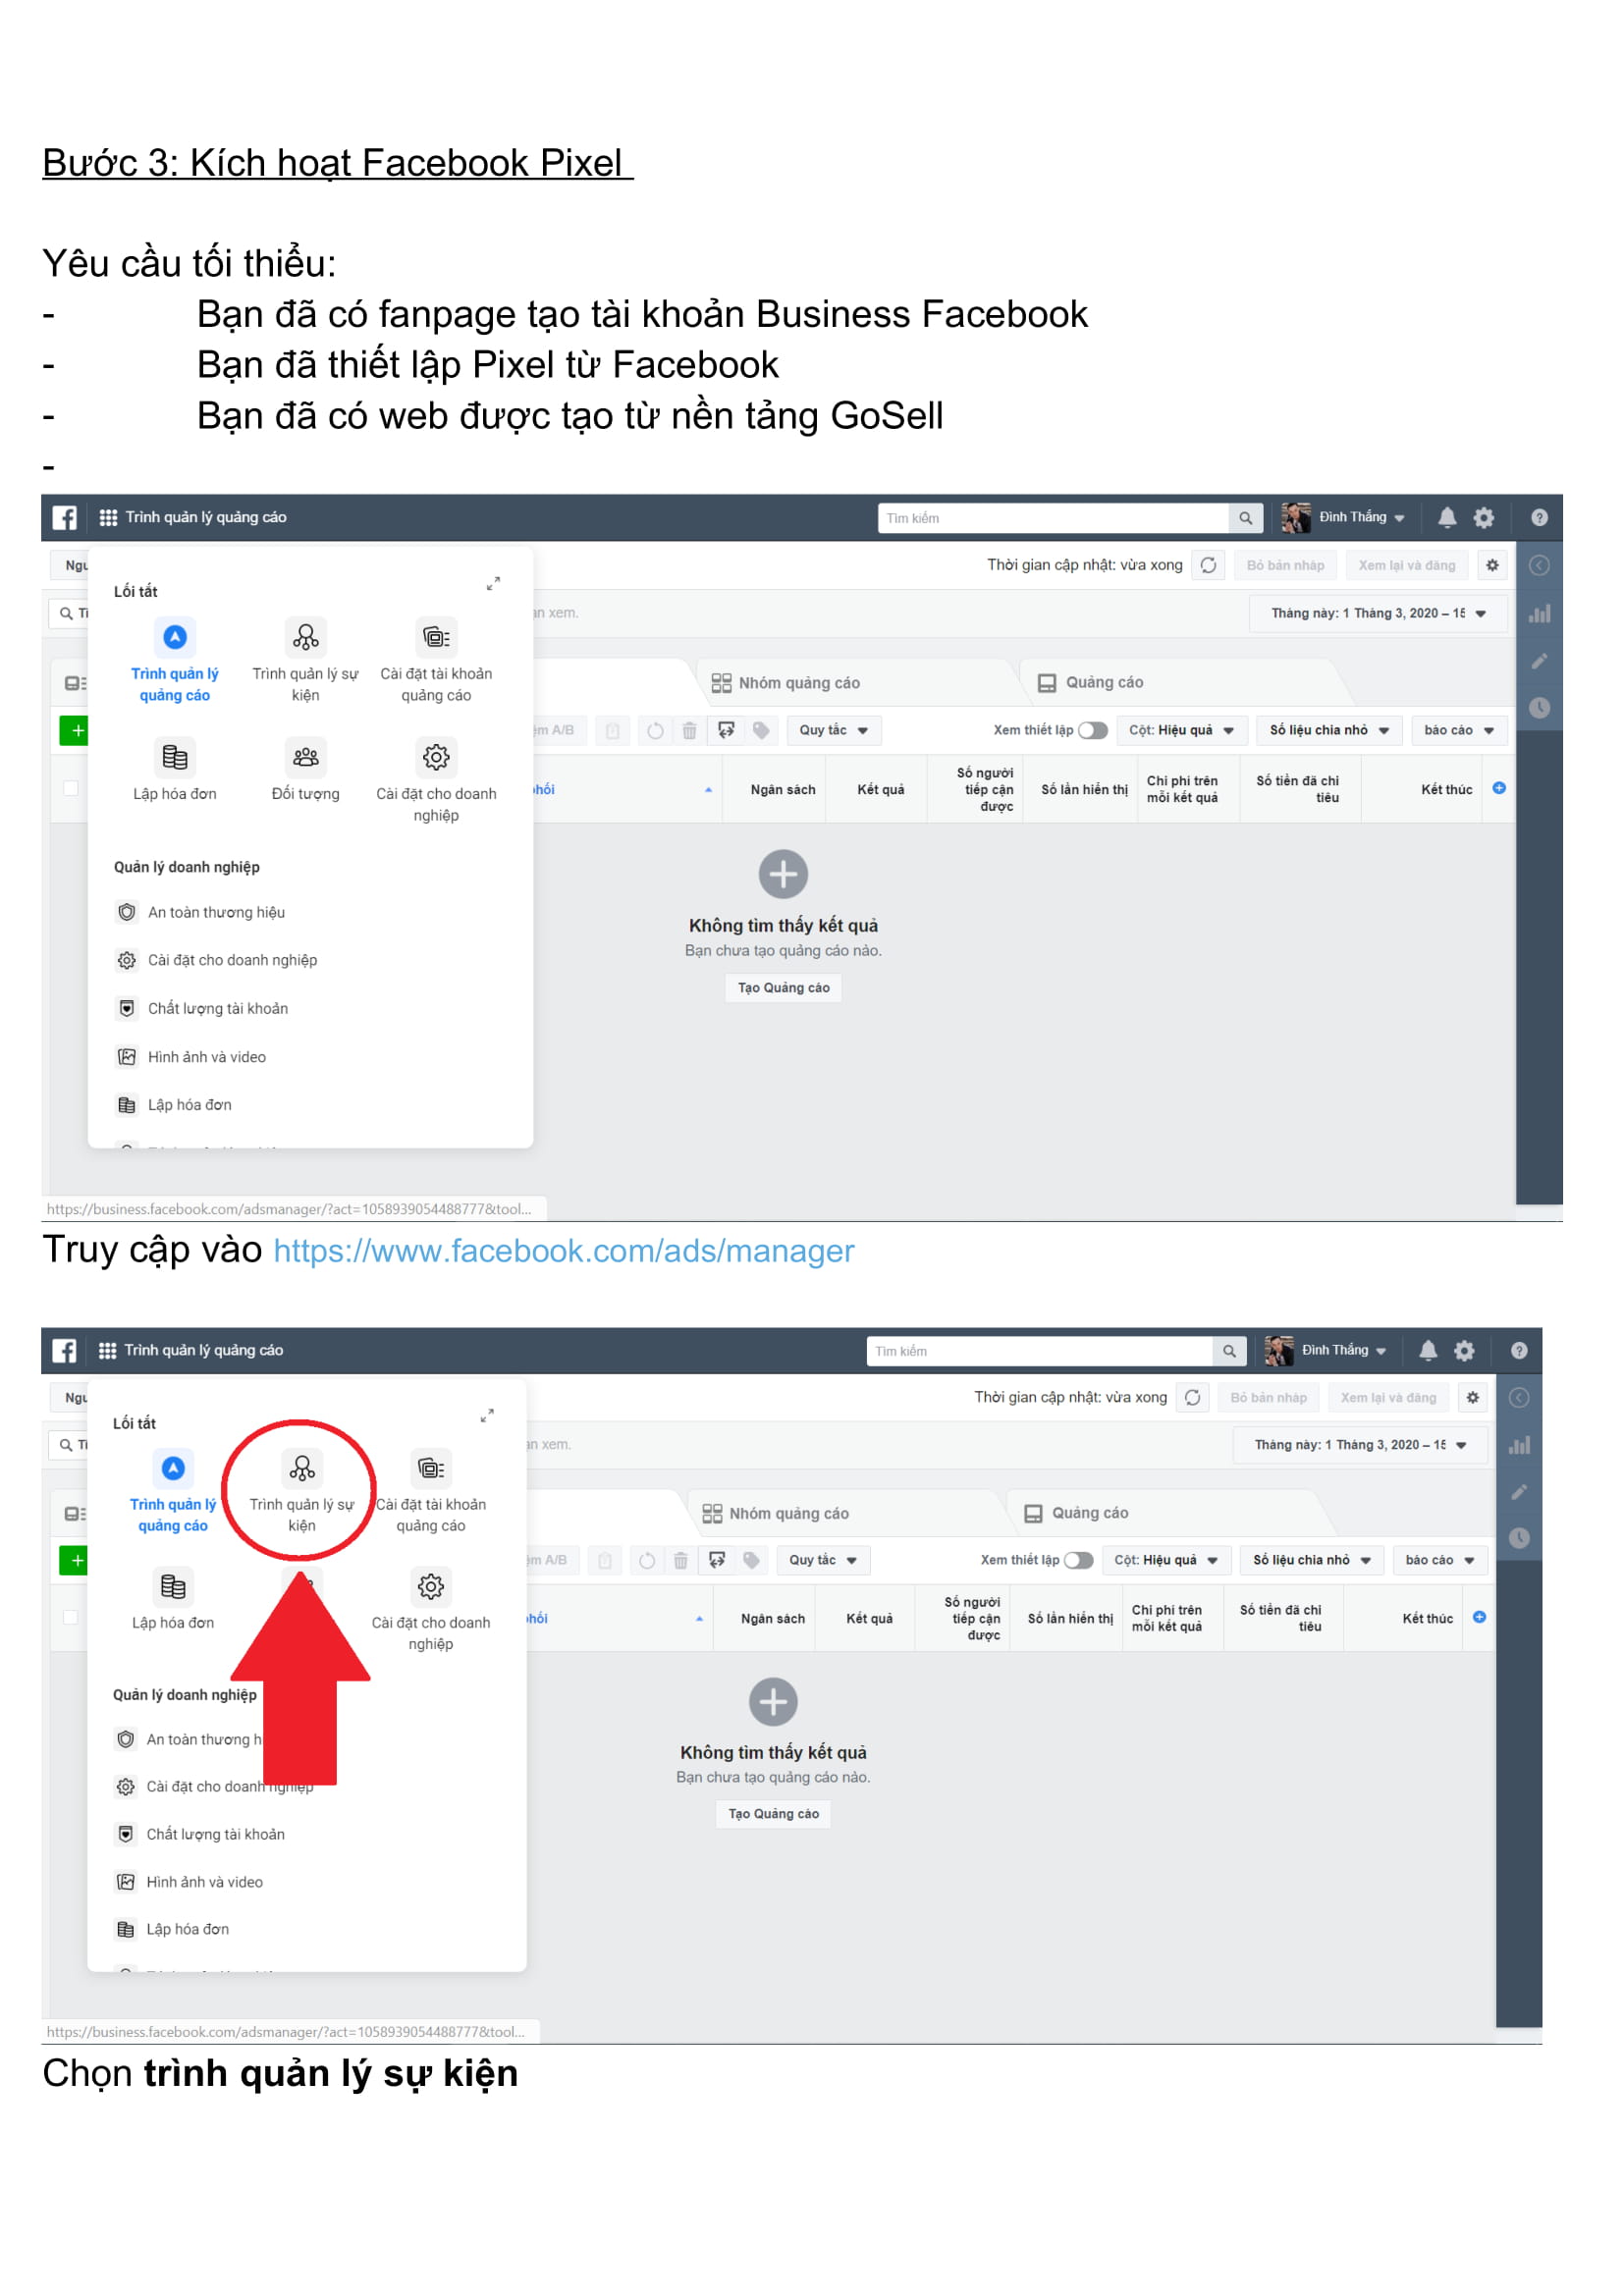 Bước 3: Kích hoạt Facebook Pixel
Yêu cầu tối thiểu:
- Bạn đã có fanpage tạo tài khoản Business Facebook
- Bạn đã thiết lập Pixel từ Facebook
- Bạn đã có web được tạo từ nền tảng GoSell
-
Trình quản lý quảng cáo
Tìm kiếm
Đình Thắng
Thời gian cập nhật: vừa xong
Bỏ bản nháp
Xem lại và đăng
Lối tắt
Tháng này: 1 Tháng 3, 2020 – 15
Trình quản lý quảng cáo
Trình quản lý sự kiện
Cài đặt tài khoản quảng cáo
Nhóm quảng cáo
Quảng cáo
Quy tắc
Xem thiết lập
Cột: Hiệu quả
Số liệu chia nhỏ
báo cáo
Lập hóa đơn
Đối tượng
Cài đặt cho doanh nghiệp
Ngân sách
Kết quả
Số người tiếp cận được
Số lần hiển thị
Chi phí trên mỗi kết quả
Số tiền đã chi tiêu
Kết thúc
Quản lý doanh nghiệp
An toàn thương hiệu
Cài đặt cho doanh nghiệp
Chất lượng tài khoản
Hình ảnh và video
Lập hóa đơn
Không tìm thấy kết quả
Bạn chưa tạo quảng cáo nào.
Tạo Quảng cáo
https://business.facebook.com/adsmanager/?act=1058939054488777&tool...
Truy cập vào https://www.facebook.com/ads/manager
Trình quản lý quảng cáo
Tìm kiếm
Đình Thắng
Thời gian cập nhật: vừa xong
Bỏ bản nháp
Xem lại và đăng
Lối tắt
Tháng này: 1 Tháng 3, 2020 – 15
Trình quản lý quảng cáo
Trình quản lý sự kiện
Cài đặt tài khoản quảng cáo
Nhóm quảng cáo
Quảng cáo
Quy tắc
Xem thiết lập
Cột: Hiệu quả
Số liệu chia nhỏ
báo cáo
Lập hóa đơn
Cài đặt cho doanh nghiệp
Ngân sách
Kết quả
Số người tiếp cận được
Số lần hiển thị
Chi phí trên mỗi kết quả
Số tiền đã chi tiêu
Kết thúc
Quản lý doanh nghiệp
An toàn thương h
Cài đặt cho doanh nghiệp
Chất lượng tài khoản
Hình ảnh và video
Lập hóa đơn
Không tìm thấy kết quả
Bạn chưa tạo quảng cáo nào.
Tạo Quảng cáo
https://business.facebook.com/adsmanager/?act=1058939054488777&tool...
Chọn trình quản lý sự kiện